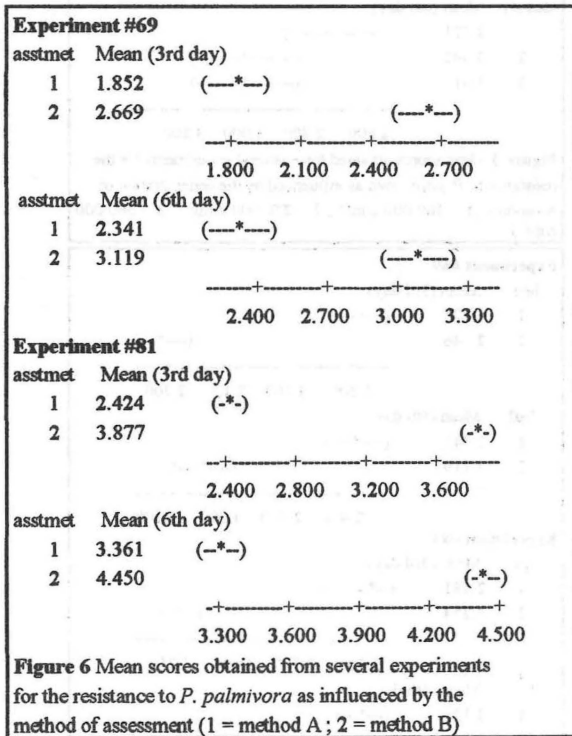 Experiment #69
asstmet Mean (3rd day)
1 1.852 (----*---)
2 2.669 (----*---)
--+---------+---------+---------+-------
1.800 2.100 2.400 2.700
asstmet Mean (6th day)
1 2.341 (----*----)
2 3.119 (----*----)
-------+---------+---------+---------+----
2.400 2.700 3.000 3.300
Experiment #81
asstmet Mean (3rd day)
1 2.424 (-*-)
2 3.877 (-*-)
--+---------+---------+---------+---------
2.400 2.800 3.200 3.600
asstmet Mean (6th day)
1 3.361 (--*--)
2 4.450 (-*--)
-+---------+---------+---------+---------+
3.300 3.600 3.900 4.200 4.500
Figure 6 Mean scores obtained from several experiments
for the resistance to P. palmivora as influenced by the
method of assessment (1 = method A ; 2 = method B)